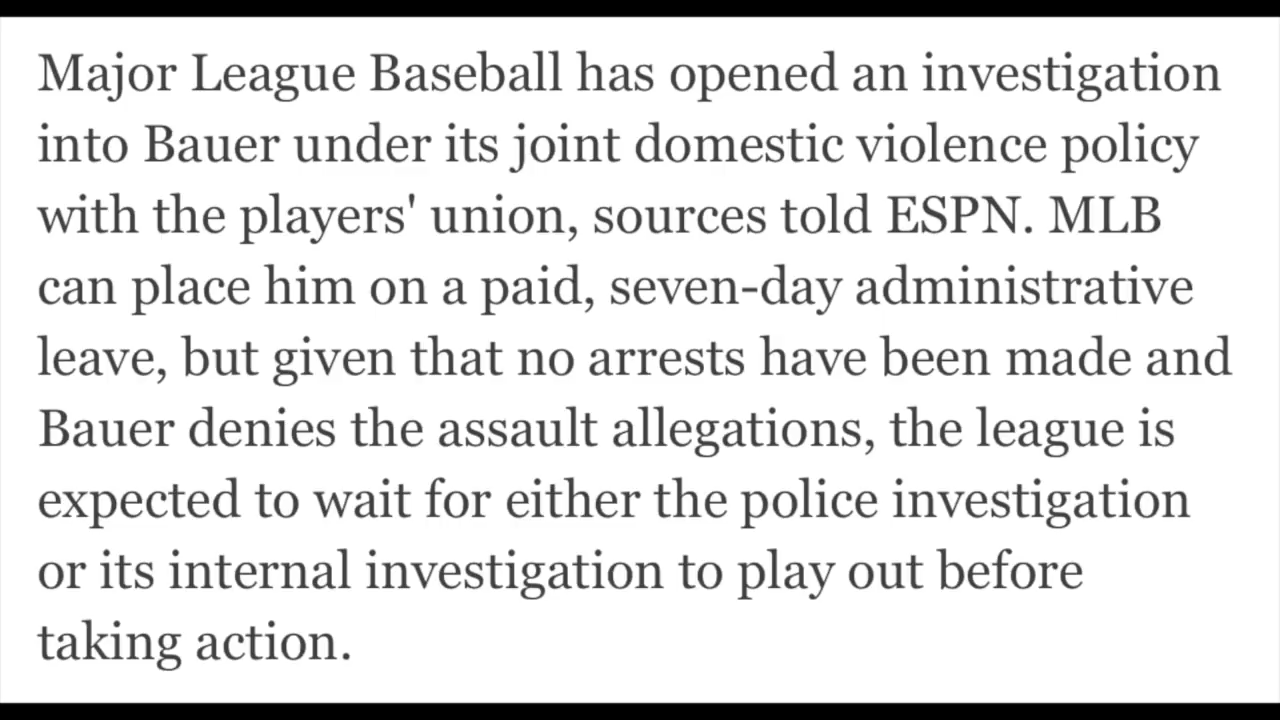 Major League Baseball has opened an investigation
into Bauer under its joint domestic violence policy
with the players' union, sources told ESPN. MLB
can place him on a paid, seven-day administrative
leave, but given that no arrests have been made and
Bauer denies the assault allegations, the league is
expected to wait for either the police investigation
or its internal investigation to play out before
taking action.